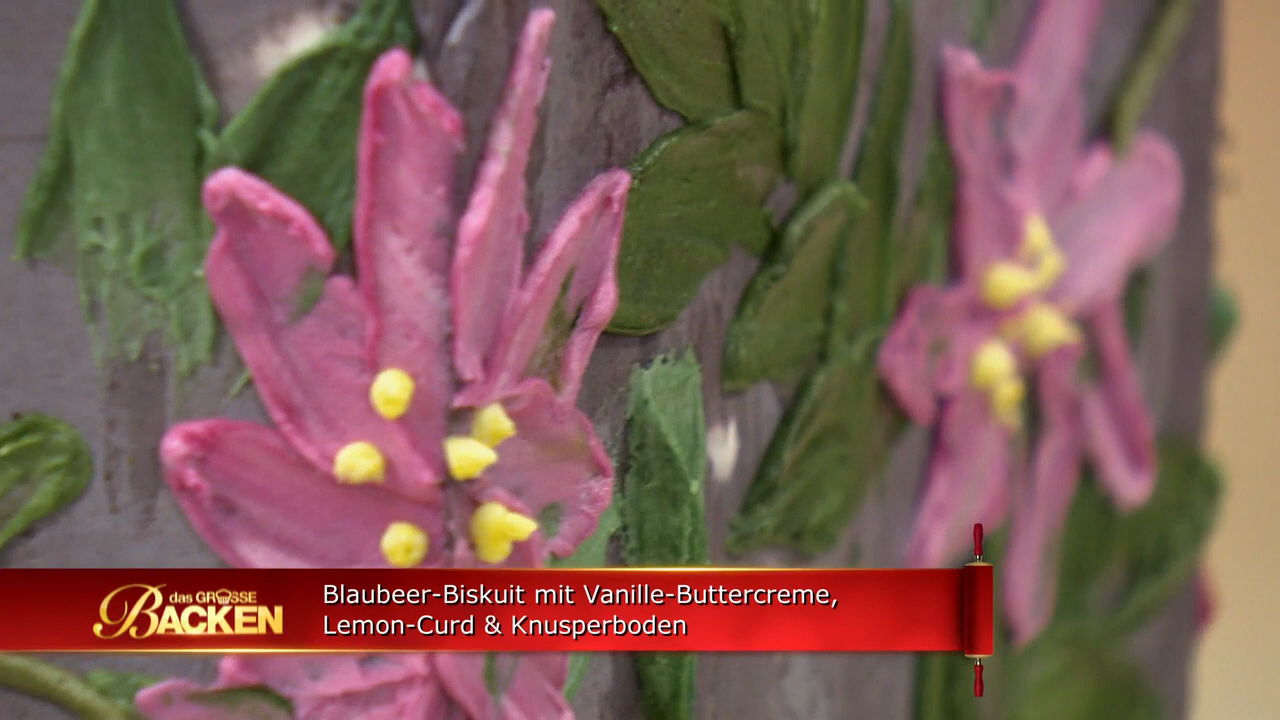 das GROSSE
BACKEN
Blaubeer-Biskuit mit Vanille-Buttercreme,
Lemon-Curd & Knusperboden